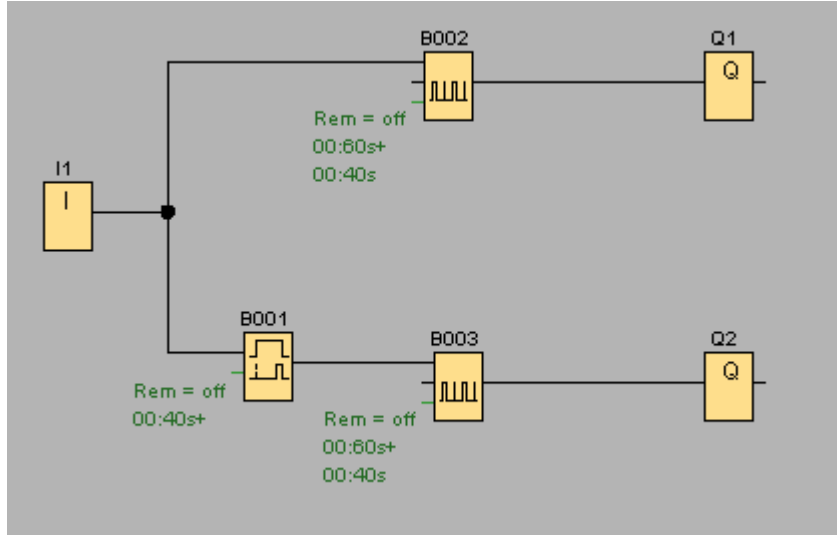 B002
Q1
Q
Rem = off
00:60s+
00:40s
I1
I
B001
Rem = off
00:40s+
B003
Rem = off
00:60s+
00:40s
Q2
Q